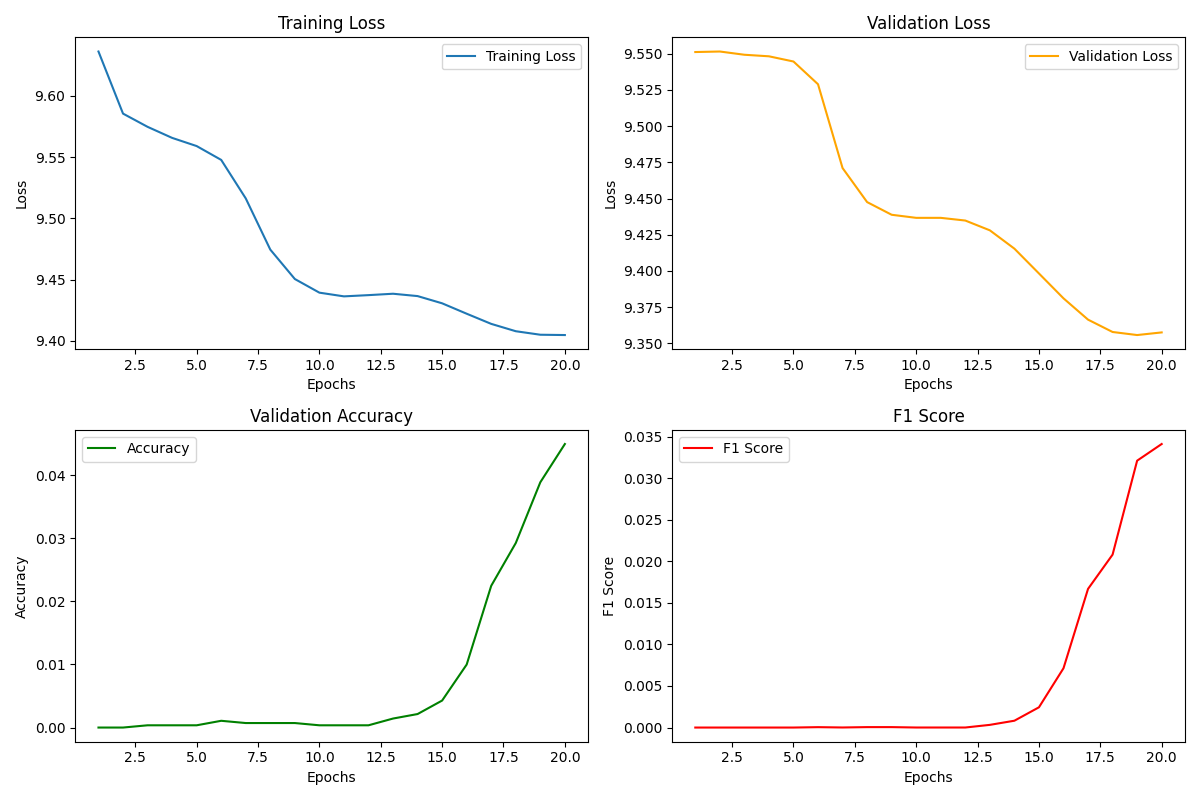 Training Loss
Training Loss
9.60
9.55
9.50
9.45
9.40
Loss
2.5 5.0 7.5 10.0 12.5 15.0 17.5 20.0
Epochs
Validation Loss
Validation Loss
9.550
9.525
9.500
9.475
9.450
9.425
9.400
9.375
9.350
Loss
2.5 5.0 7.5 10.0 12.5 15.0 17.5 20.0
Epochs
Validation Accuracy
Accuracy
0.04
0.03
0.02
0.01
0.00
Accuracy
2.5 5.0 7.5 10.0 12.5 15.0 17.5 20.0
Epochs
F1 Score
F1 Score
0.035
0.030
0.025
0.020
0.015
0.010
0.005
0.000
F1 Score
2.5 5.0 7.5 10.0 12.5 15.0 17.5 20.0
Epochs